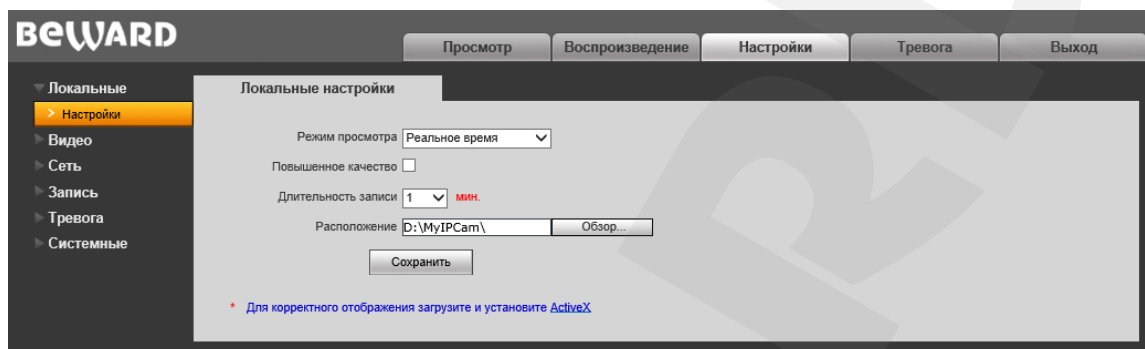 BEWARD
Просмотр Воспроизведение Настройки Тревога Выход
Локальные
> Настройки
Видео
Сеть
Запись
Тревога
Системные
Локальные настройки
Режим просмотра Реальное время
Повышенное качество
Длительность записи 1 мин.
Расположение D:\MyIPCam\ Обзор...
Сохранить
* Для корректного отображения загрузите и установите ActiveX